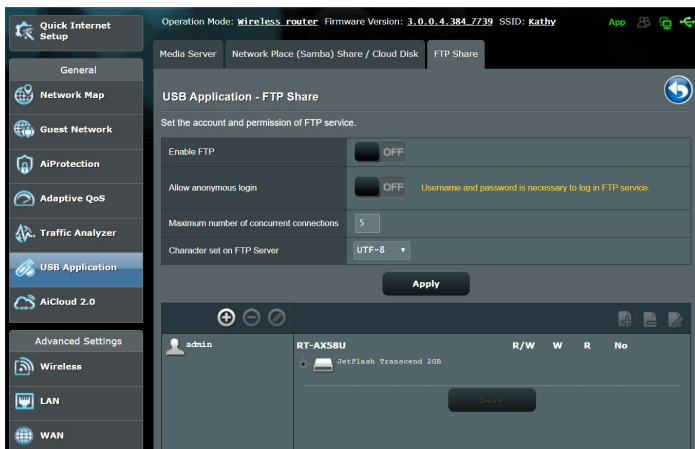 Quick Internet
Setup
Operation Mode: Wireless router Firmware Version: 3.0.0.4.384_7739 SSID: Kathy
App
Media Server
Network Place (Samba) Share / Cloud Disk
FTP Share
General
Network Map
Guest Network
AiProtection
Adaptive QoS
Traffic Analyzer
USB Application
AiCloud 2.0
Advanced Settings
Wireless
LAN
WAN
USB Application - FTP Share
Set the account and permission of FTP service.
Enable FTP
OFF
Allow anonymous login
OFF
Username and password is necessary to log in FTP service.
Maximum number of concurrent connections
5
Character set on FTP Server
UTF-8
Apply
admin
RT-AX58U
R/W W R No
JetFlash Transcend 2GB
Save